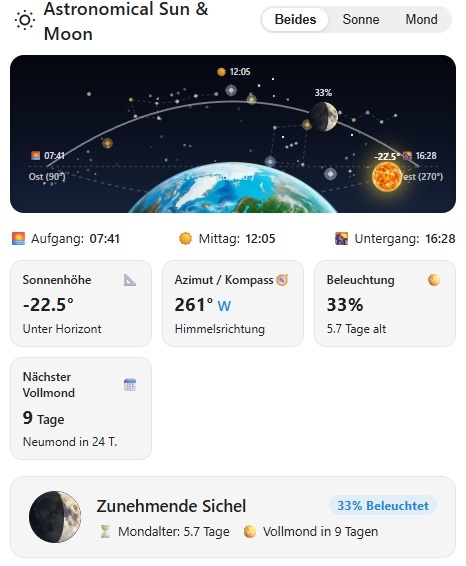 Astronomical Sun &
Moon
Beides Sonne Mond
12:05
33%
07:41
-22.5° 16:28
Ost (90°)
est (270°)
Aufgang: 07:41 Mittag: 12:05 Untergang: 16:28
Sonnenhöhe
-22.5°
Unter Horizont
Azimut / Kompass
261° W
Himmelsrichtung
Beleuchtung
33%
5.7 Tage alt
Nächster
Vollmond
9 Tage
Neumond in 24 T.
Zunehmende Sichel
33% Beleuchtet
Mondalter: 5.7 Tage Vollmond in 9 Tagen